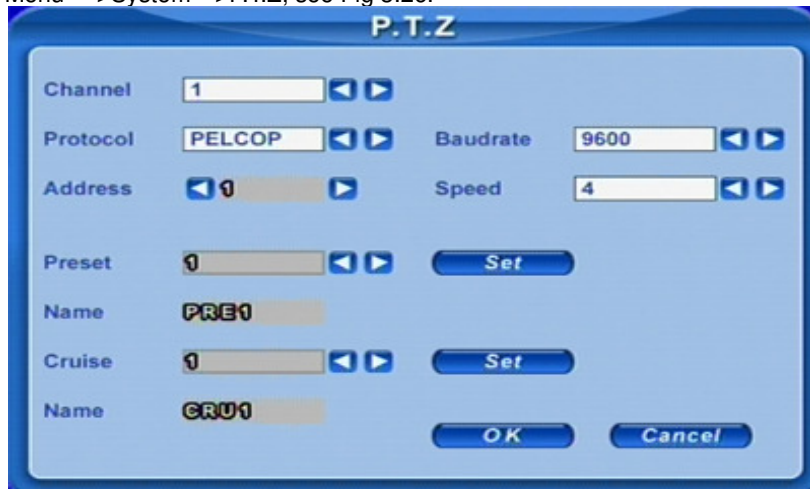 P.T.Z
Channel 1
Protocol PELCOP Baudrate 9600
Address 1 Speed 4
Preset 1 Set
Name PRE1
Cruise 1 Set
Name CRU1
OK Cancel